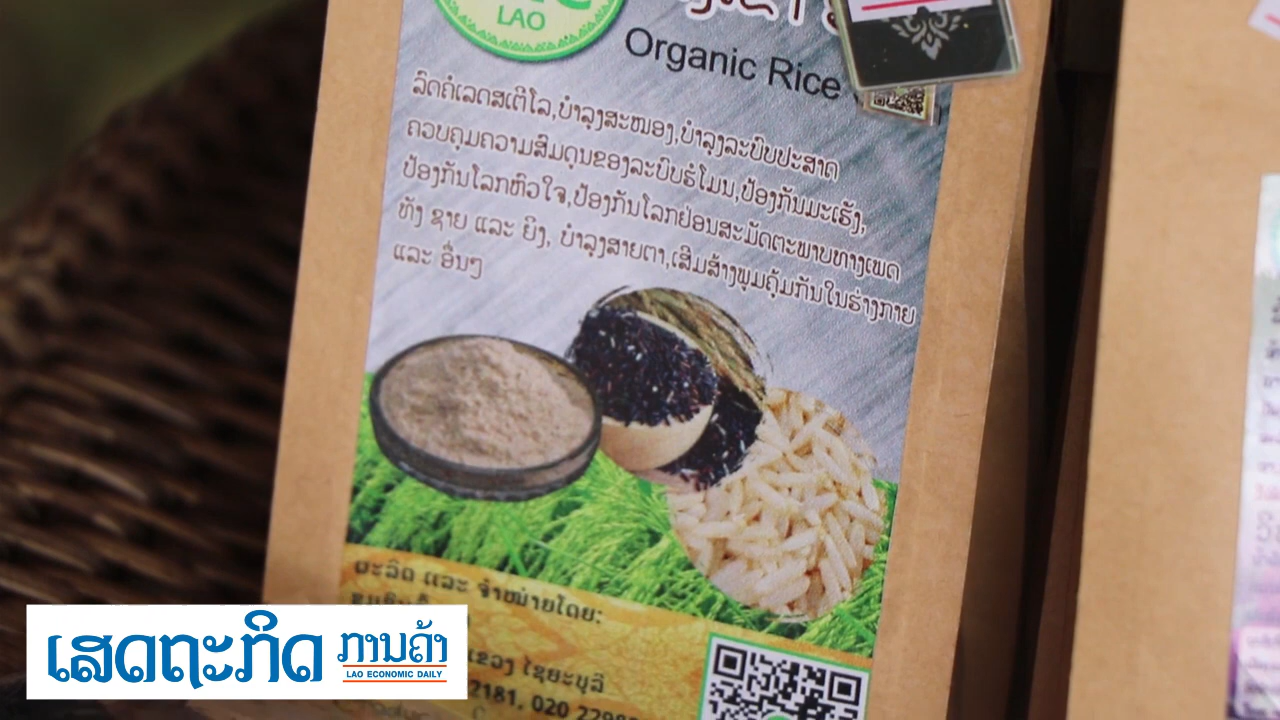 LAO
Organic Rice
ລົດຄໍເລດສເຕີໂລ,ບຳລຸງສະໝອງ,ບຳລຸງລະບົບປະສາດ
ຄວບຄຸມຄວາມສົມດຸນຂອງລະບົບຮໍໂມນ,ປ້ອງກັນມະເຮັງ,
ປ້ອງກັນໂລກຫົວໃຈ,ປ້ອງກັນໂລກຢ່ອນສະມັດຕະພາບທາງເພດ
ທັງ ຊາຍ ແລະ ຍິງ, ບຳລຸງສາຍຕາ,ເສີມສ້າງພຸມຄຸ້ມກັນໃນຮ່າງກາຍ
ແລະ ອື່ນໆ
ຜະລິດ ແລະ ຈຳໜ່າຍໂດຍ:
ແຂວງ ໄຊຍະບູລີ
2181, 020
ເສດຖະກິດ ການຄ້າ
LAO ECONOMIC DAILY